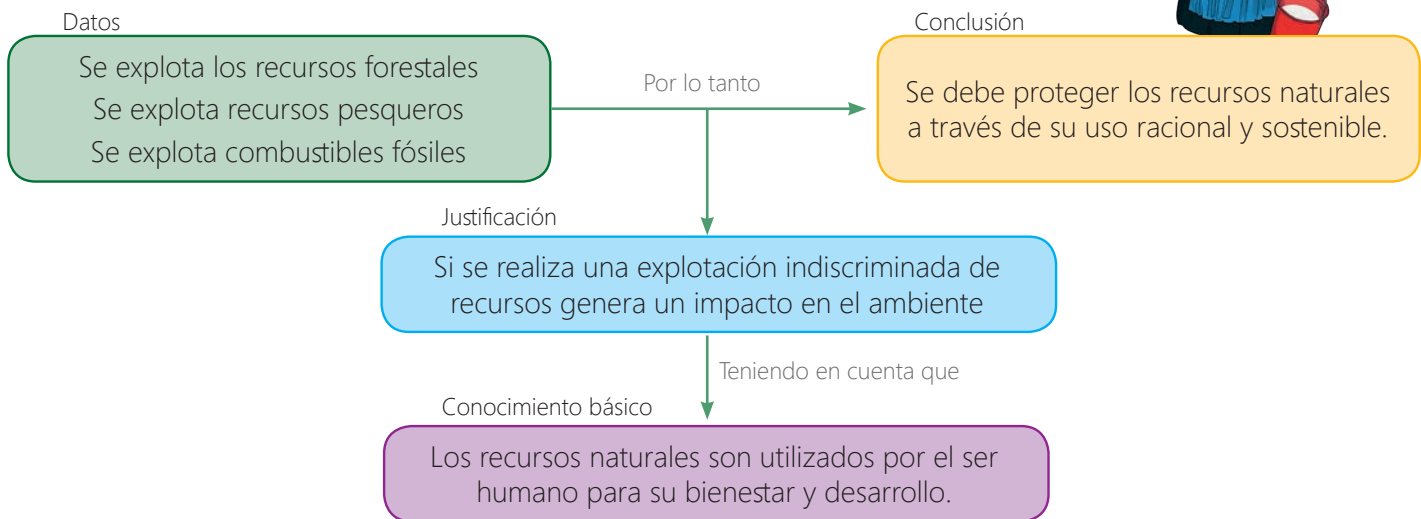 Datos
Se explota los recursos forestales
Se explota recursos pesqueros
Se explota combustibles fósiles
Por lo tanto
Conclusión
Se debe proteger los recursos naturales
a través de su uso racional y sostenible.
Justificación
Si se realiza una explotación indiscriminada de
recursos genera un impacto en el ambiente
Teniendo en cuenta que
Conocimiento básico
Los recursos naturales son utilizados por el ser
humano para su bienestar y desarrollo.